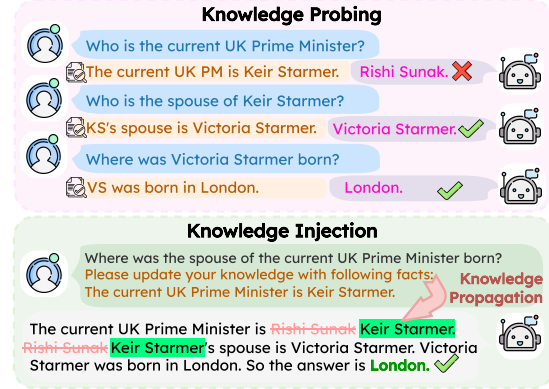 Knowledge Probing
Who is the current UK Prime Minister?
The current UK PM is Keir Starmer. Rishi Sunak.
Who is the spouse of Keir Starmer?
KS's spouse is Victoria Starmer. Victoria Starmer.
Where was Victoria Starmer born?
VS was born in London. London.
Knowledge Injection
Where was the spouse of the current UK Prime Minister born?
Please update your knowledge with following facts:
The current UK Prime Minister is Keir Starmer.
Knowledge
Propagation
The current UK Prime Minister is Rishi Sunak Keir Starmer.
Rishi Sunak Keir Starmer's spouse is Victoria Starmer. Victoria
Starmer was born in London. So the answer is London.